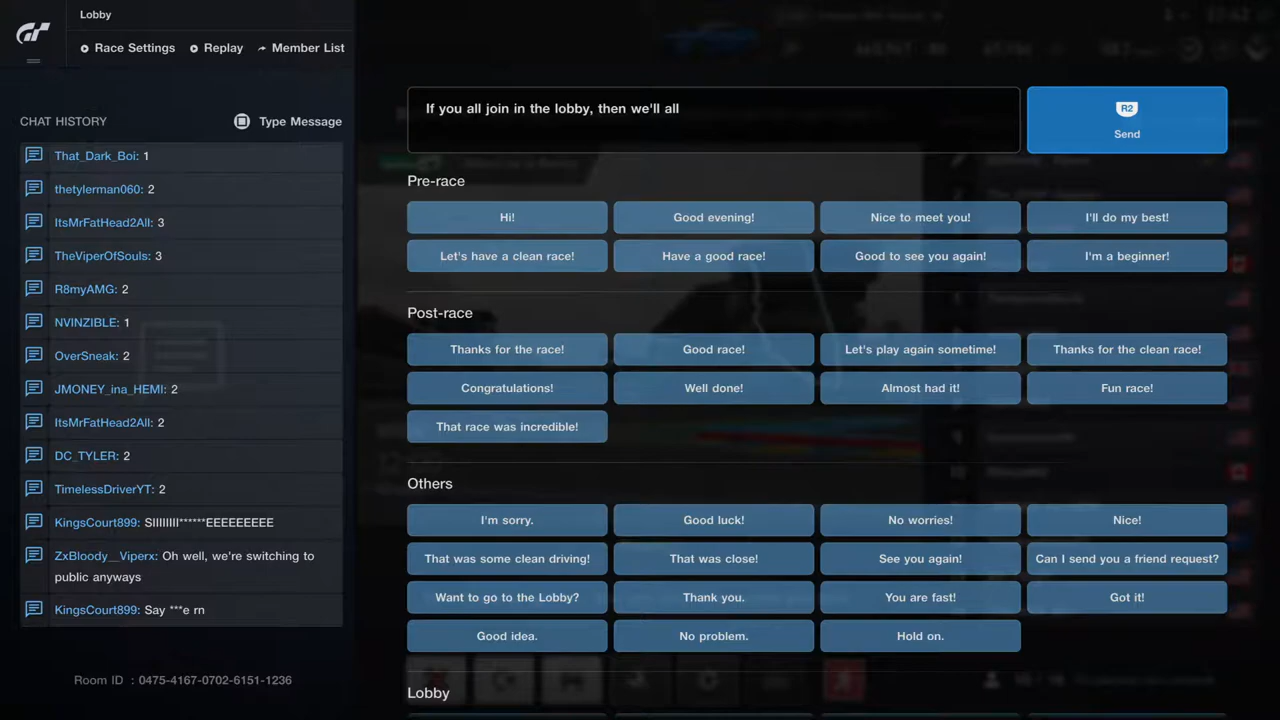 Lobby
Race Settings Replay Member List
CHAT HISTORY Type Message
That_Dark_Boi: 1
thetylerman060: 2
ItsMrFatHead2All: 3
TheViperOfSouls: 3
R8myAMG: 2
NVINZIBLE: 1
OverSneak: 2
JMONEY_ina_HEMI: 2
ItsMrFatHead2All: 2
DC_TYLER: 2
TimelessDriverYT: 2
KingsCourt899: SIIIIIIII******EEEEEEEEE
ZxBloody__Viperx: Oh well, we're switching to
public anyways
KingsCourt899: Say ***e rn
Room ID : 0475-4167-0702-6151-1236
If you all join in the lobby, then we'll all
R2
Send
Pre-race
Hi! Good evening! Nice to meet you! I'll do my best!
Let's have a clean race! Have a good race! Good to see you again! I'm a beginner!
Post-race
Thanks for the race! Good race! Let's play again sometime! Thanks for the clean race!
Congratulations! Well done! Almost had it! Fun race!
That race was incredible!
Others
I'm sorry. Good luck! No worries! Nice!
That was some clean driving! That was close! See you again! Can I send you a friend request?
Want to go to the Lobby? Thank you. You are fast! Got it!
Good idea. No problem. Hold on.
Lobby